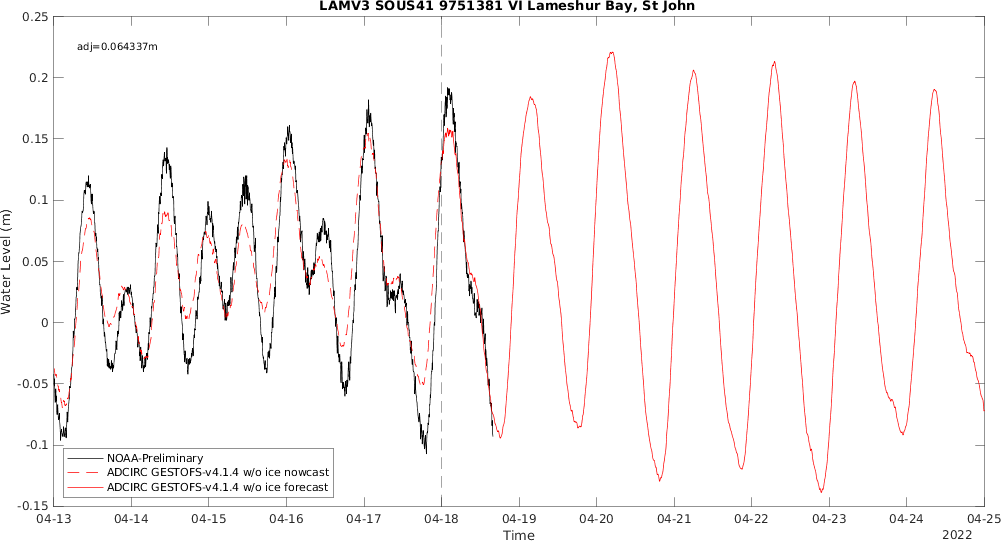 LAMV3 SOUS41 9751381 VI Lameshur Bay, St John
adj=0.064337m
0.25
0.2
0.15
0.1
0.05
0
-0.05
-0.1
-0.15
Water Level (m)
NOAA-Preliminary
ADCIRC GESTOFS-v4.1.4 w/o ice nowcast
ADCIRC GESTOFS-v4.1.4 w/o ice forecast
04-13 04-14 04-15 04-16 04-17 04-18 04-19 04-20 04-21 04-22 04-23 04-24 04-25
Time
2022